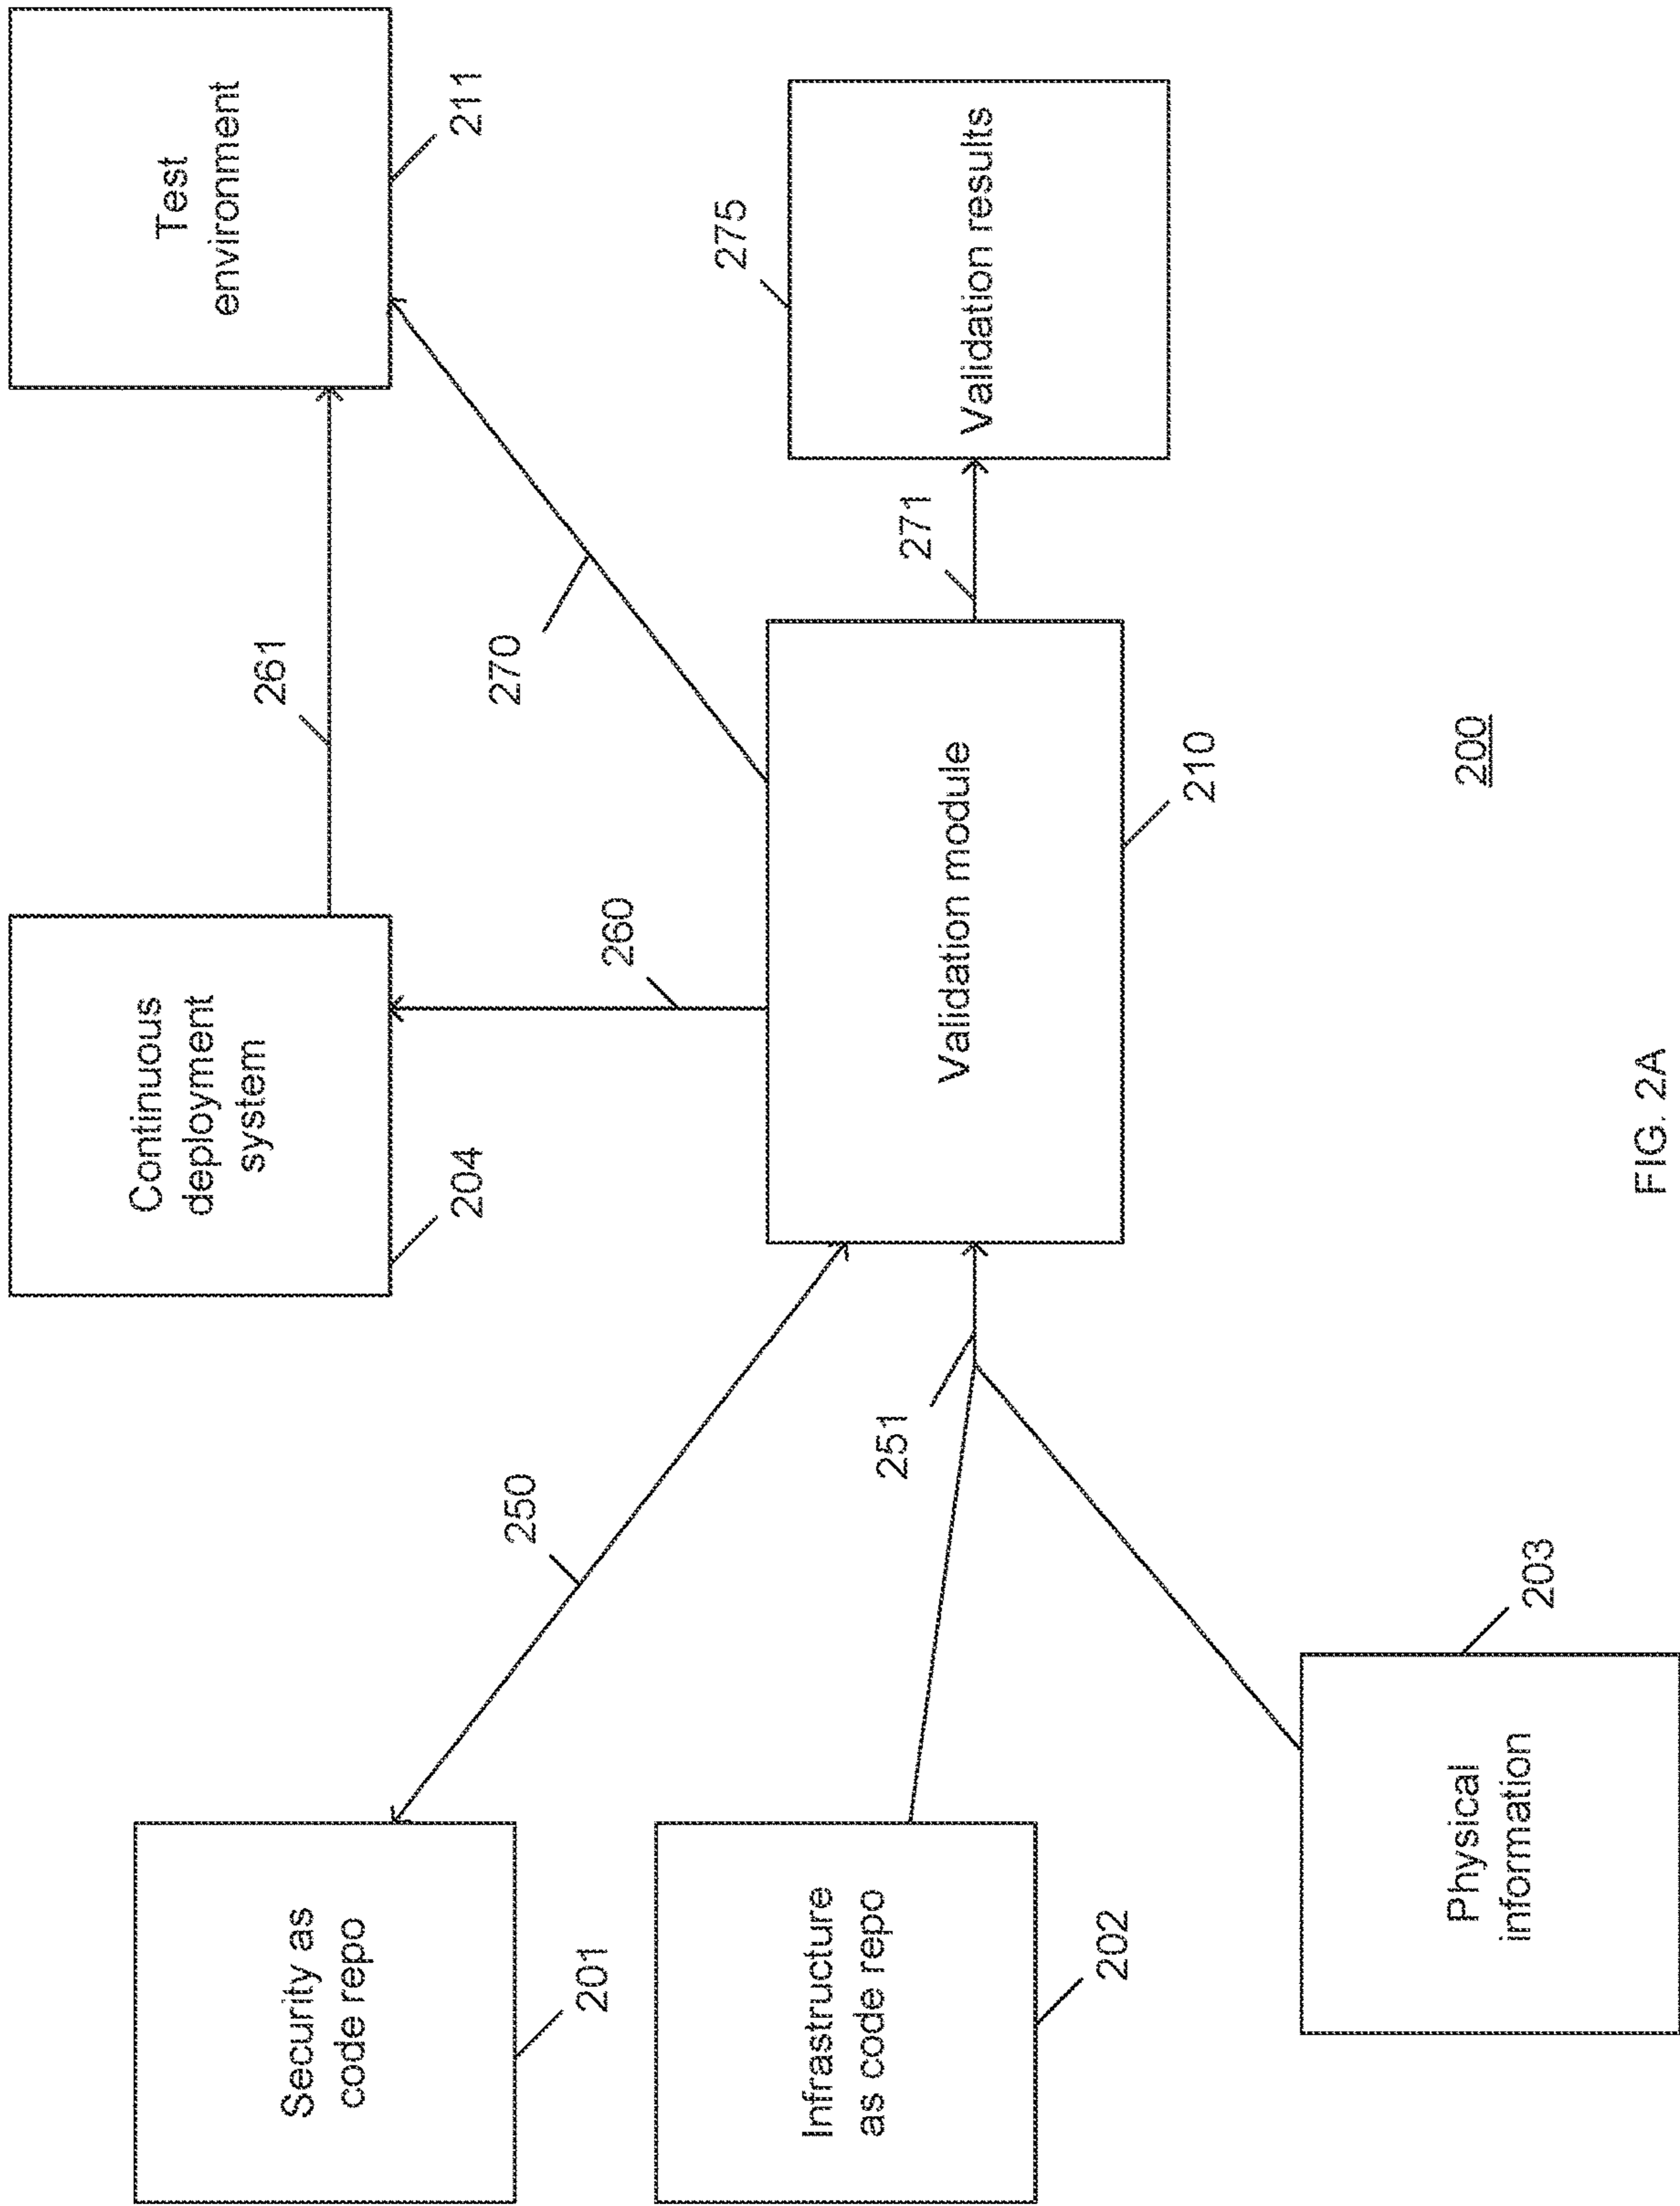 Security as
code repo
201
Infrastructure
as code repo
202
Physical
information
203
250
251
Continuous
deployment
system
204
260
Validation module
210
261
270
271
Test
environment
211
275
Validation results
200
FIG. 2A